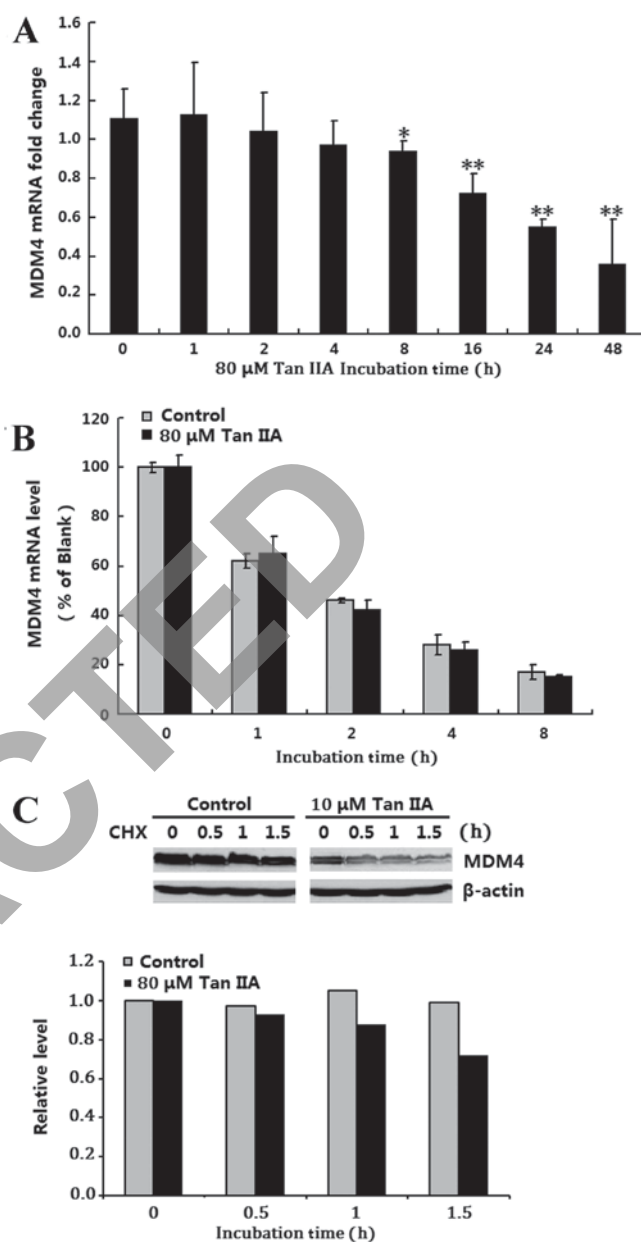 A
MDM4 mRNA fold change
1.6
1.4
1.2
1.0
0.8
0.6
0.4
0.2
0.0
*
**
**
**
0 1 2 4 8 16 24 48
80 μM Tan IIA Incubation time (h)
B
Control
80 μM Tan IIA
MDM4 mRNA level
( % of Blank )
120
100
80
60
40
20
0
0 1 2 4 8
Incubation time (h)
C
Control 10 μM Tan IIA
CHX 0 0.5 1 1.5 0 0.5 1 1.5 (h)
MDM4
β-actin
Control
80 μM Tan IIA
Relative level
1.2
1.0
0.8
0.6
0.4
0.2
0.0
0 0.5 1 1.5
Incubation time (h)
ACTED